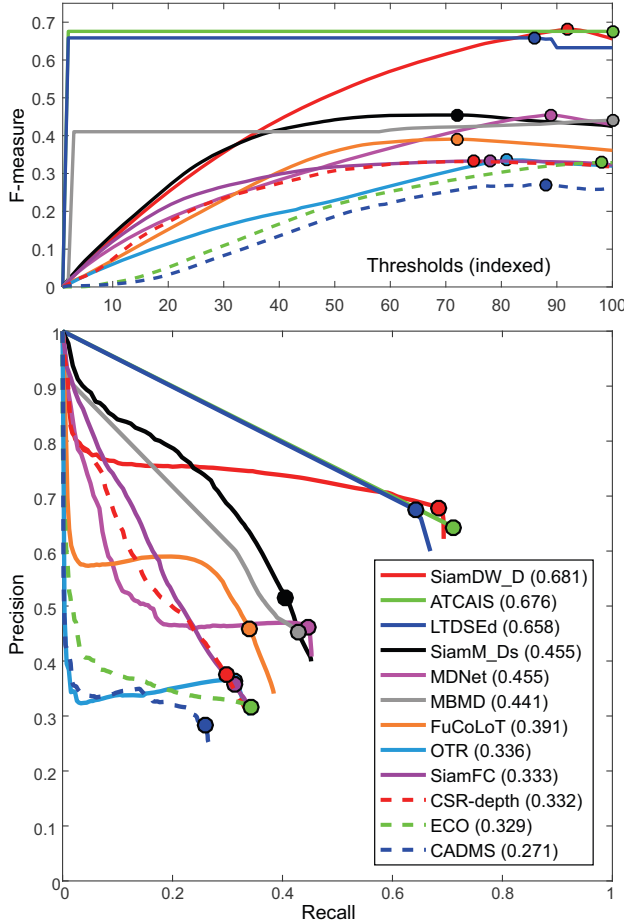 0.7
0.6
0.5
0.4
0.3
0.2
0.1
0
F-measure
Thresholds (indexed)
10 20 30 40 50 60 70 80 90 100
1
0.9
0.8
0.7
0.6
0.5
0.4
0.3
0.2
0.1
0
Precision
SiamDW_D (0.681)
ATCAIS (0.676)
LTDSEd (0.658)
SiamM_Ds (0.455)
MDNet (0.455)
MBMD (0.441)
FuCoLoT (0.391)
OTR (0.336)
SiamFC (0.333)
CSR-depth (0.332)
ECO (0.329)
CADMS (0.271)
0 0.2 0.4 0.6 0.8 1
Recall